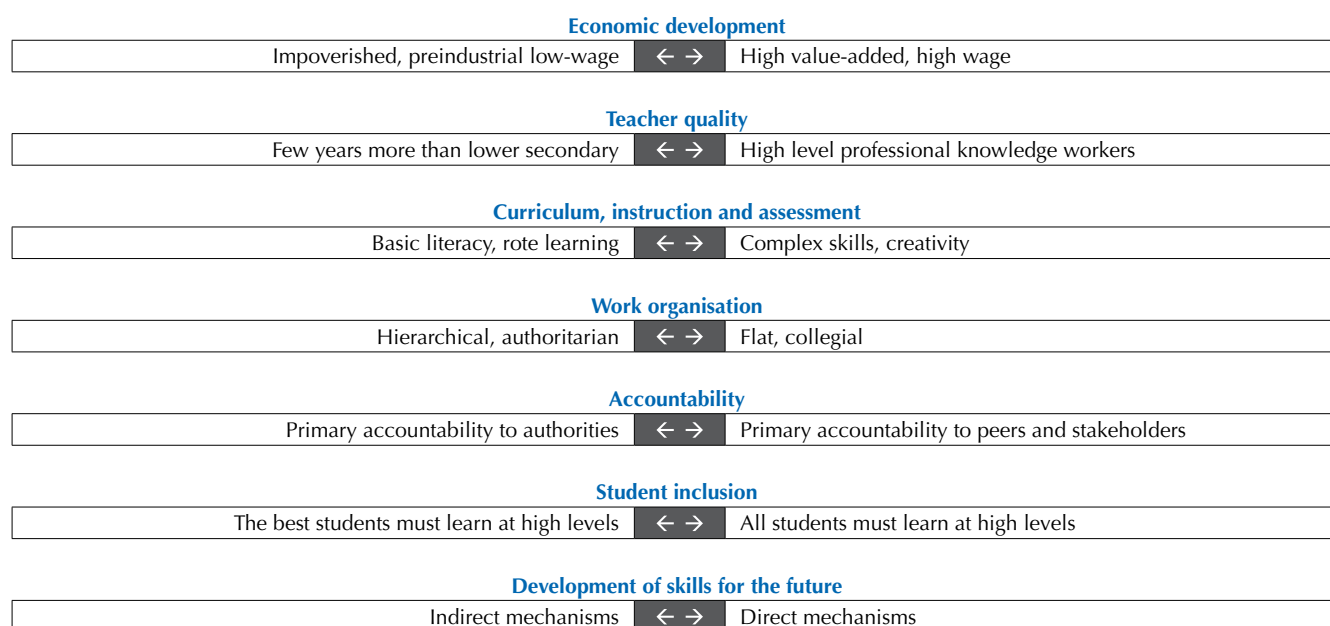 Economic development
Impoverished, preindustrial low-wage ← → High value-added, high wage
Teacher quality
Few years more than lower secondary ← → High level professional knowledge workers
Curriculum, instruction and assessment
Basic literacy, rote learning ← → Complex skills, creativity
Work organisation
Hierarchical, authoritarian ← → Flat, collegial
Accountability
Primary accountability to authorities ← → Primary accountability to peers and stakeholders
Student inclusion
The best students must learn at high levels ← → All students must learn at high levels
Development of skills for the future
Indirect mechanisms ← → Direct mechanisms